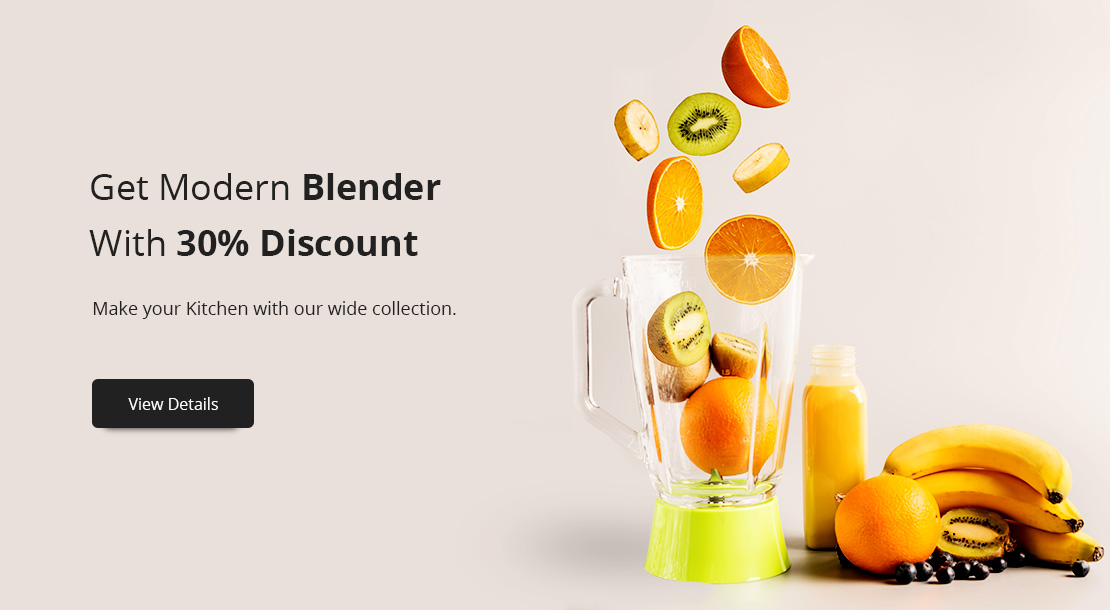 Get Modern Blender
With 30% Discount
Make your Kitchen with our wide collection.
View Details